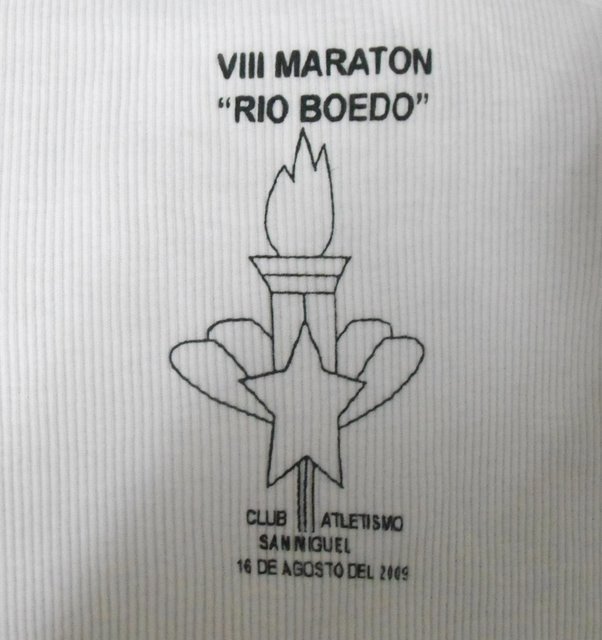 VIII MARATON
“RIO BOEDO”
CLUB ATLETISMO
SAN MIGUEL
16 DE AGOSTO DEL 2009